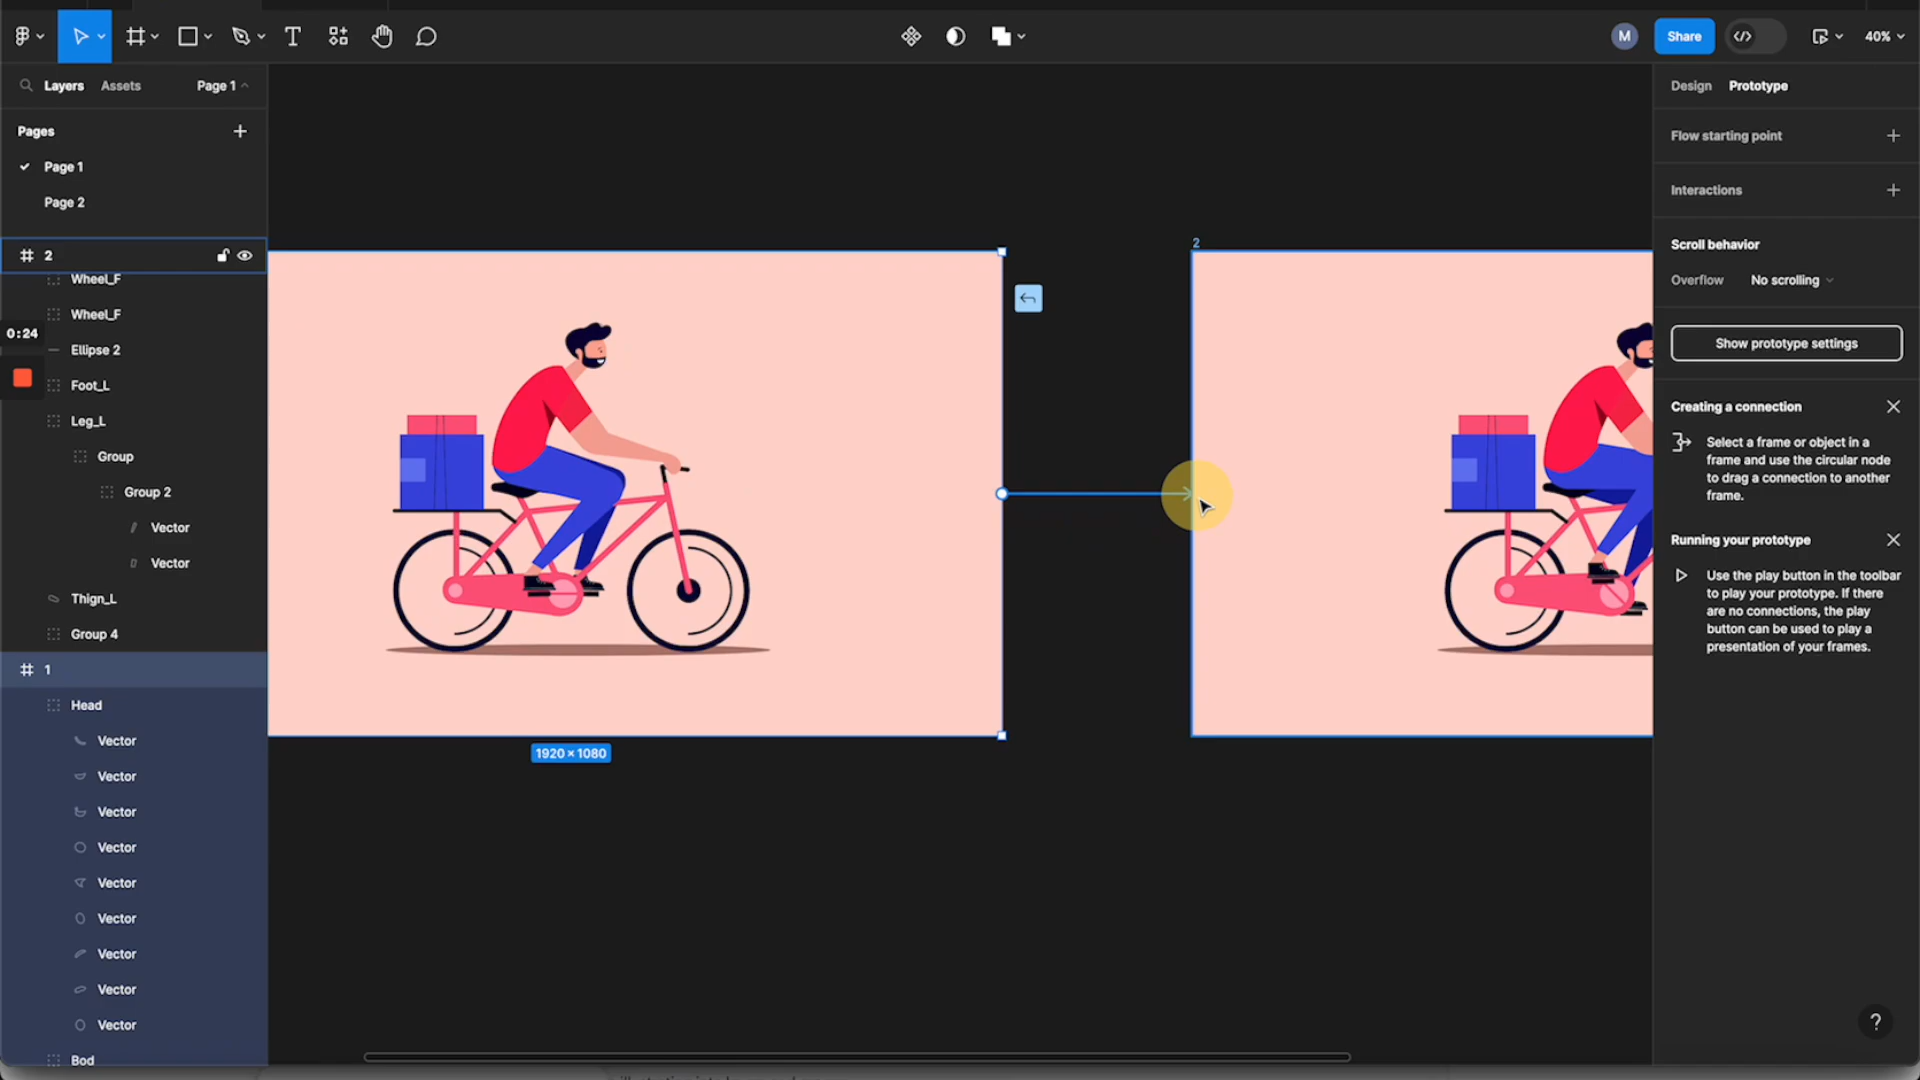 M
Share
40%
Layers
Assets
Page 1
Pages
Page 1
Page 2
2
Wheel_F
Wheel_F
0:24
Ellipse 2
Foot_L
Leg_L
Group
Group 2
Vector
Vector
Thign_L
Group 4
1
Head
Vector
Vector
Vector
Vector
Vector
Vector
Vector
Vector
Vector
Bod
2
1920 × 1080
Design
Prototype
Flow starting point
Interactions
Scroll behavior
Overflow
No scrolling
Show prototype settings
Creating a connection
Select a frame or object in a
frame and use the circular node
to drag a connection to another
frame.
Running your prototype
Use the play button in the toolbar
to play your prototype. If there
are no connections, the play
button can be used to play a
presentation of your frames.
?